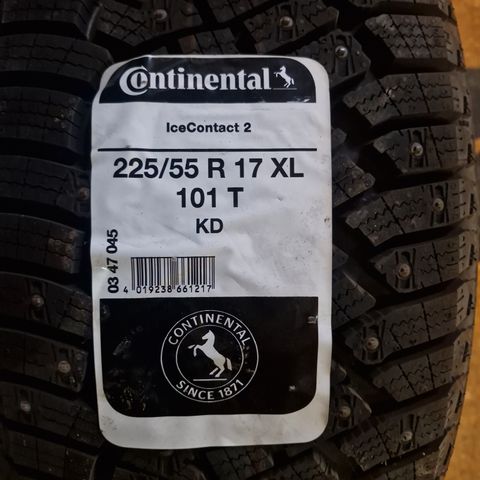 Continental
IceContact 2
225/55 R 17 XL
101 T
KD
03 47 045
4 019238 661217
CONTINENTAL
SINCE 1871